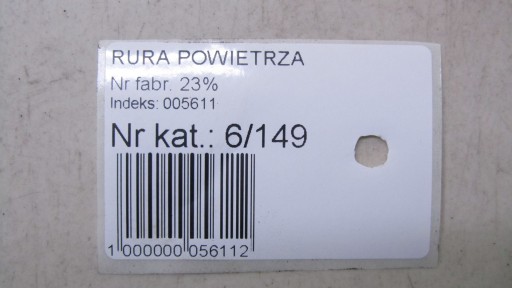 RURA POWIETRZA
Nr fabr. 23%
Indeks: 005611
Nr kat.: 6/149
1 000000 056112